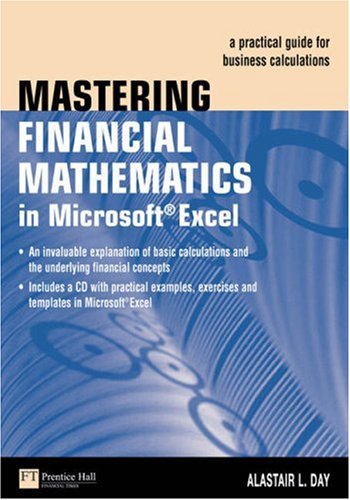 a practical guide for
business calculations
MASTERING
FINANCIAL
MATHEMATICS
in Microsoft® Excel
• An invaluable explanation of basic calculations and
the underlying financial concepts
• Includes a CD with practical examples, exercises and
templates in Microsoft® Excel
FT Prentice Hall
FINANCIAL TIMES
ALASTAIR L. DAY